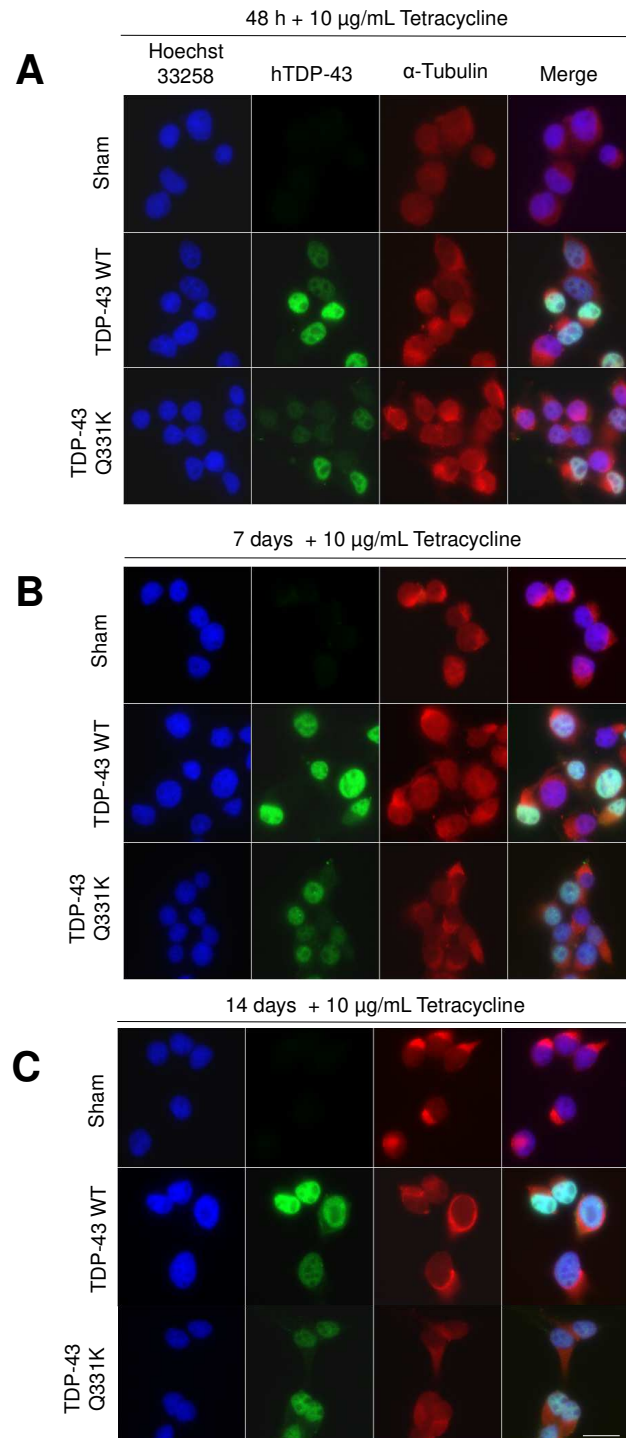 48 h + 10 µg/mL Tetracycline
A
Hoechst
33258
hTDP-43
α-Tubulin
Merge
Sham
TDP-43 WT
TDP-43
Q331K
7 days + 10 µg/mL Tetracycline
B
Sham
TDP-43 WT
TDP-43
Q331K
14 days + 10 µg/mL Tetracycline
C
Sham
TDP-43 WT
TDP-43
Q331K